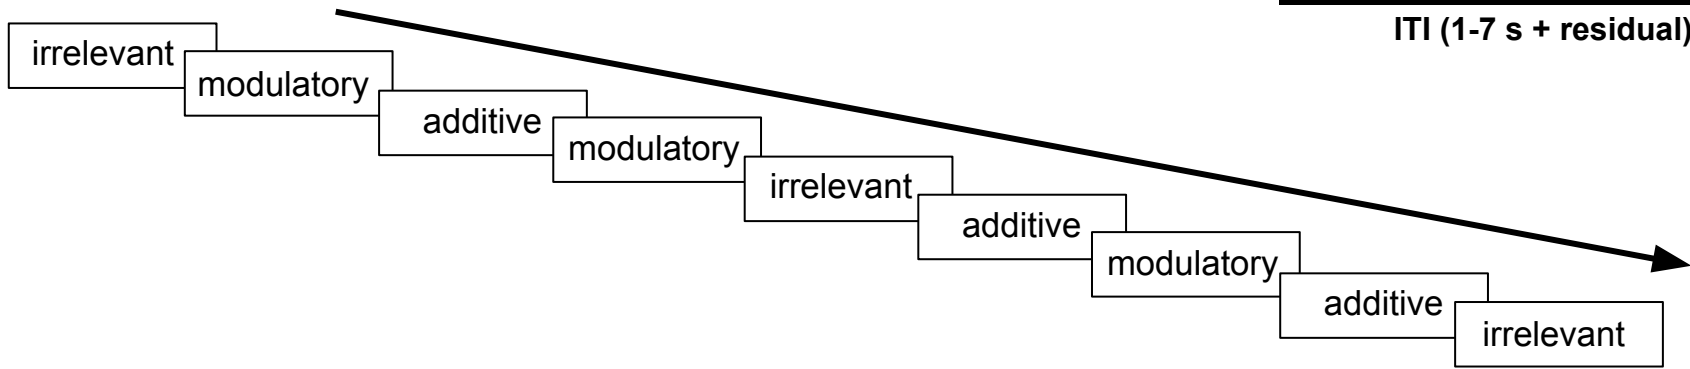 ITI (1-7 s + residual)
irrelevant
modulatory
additive
modulatory
irrelevant
additive
modulatory
additive
irrelevant